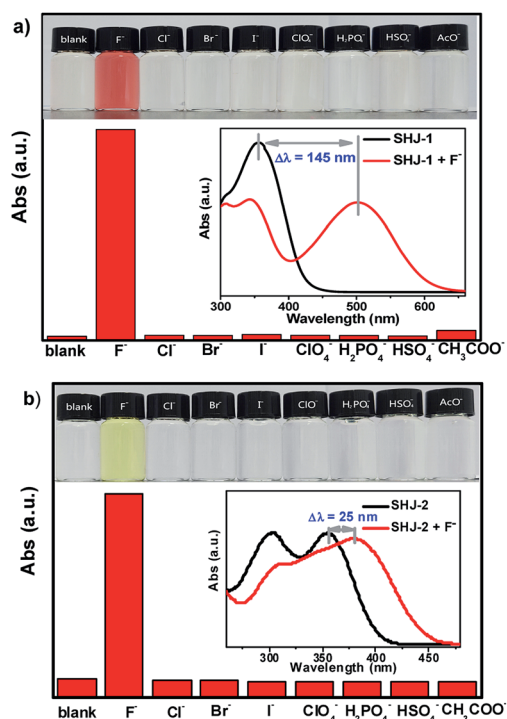 a)
blank F⁻ Cl⁻ Br⁻ I⁻ ClO₄⁻ H₂PO₄⁻ HSO₄⁻ AcO⁻
Abs (a.u.)
Δλ = 145 nm
SHJ-1
SHJ-1 + F⁻
Abs (a.u.)
300 400 500 600
Wavelength (nm)
blank F⁻ Cl⁻ Br⁻ I⁻ ClO₄⁻ H₂PO₄⁻ HSO₄⁻ CH₃COO⁻
b)
blank F⁻ Cl⁻ Br⁻ I⁻ ClO⁻ H₂PO₄⁻ HSO₄⁻ AcO⁻
Abs (a.u.)
Δλ = 25 nm
SHJ-2
SHJ-2 + F⁻
Abs (a.u.)
300 350 400 450
Wavelength (nm)
blank F⁻ Cl⁻ Br⁻ I⁻ ClO₄⁻ H₂PO₄⁻ HSO₄⁻ CH₃COO⁻